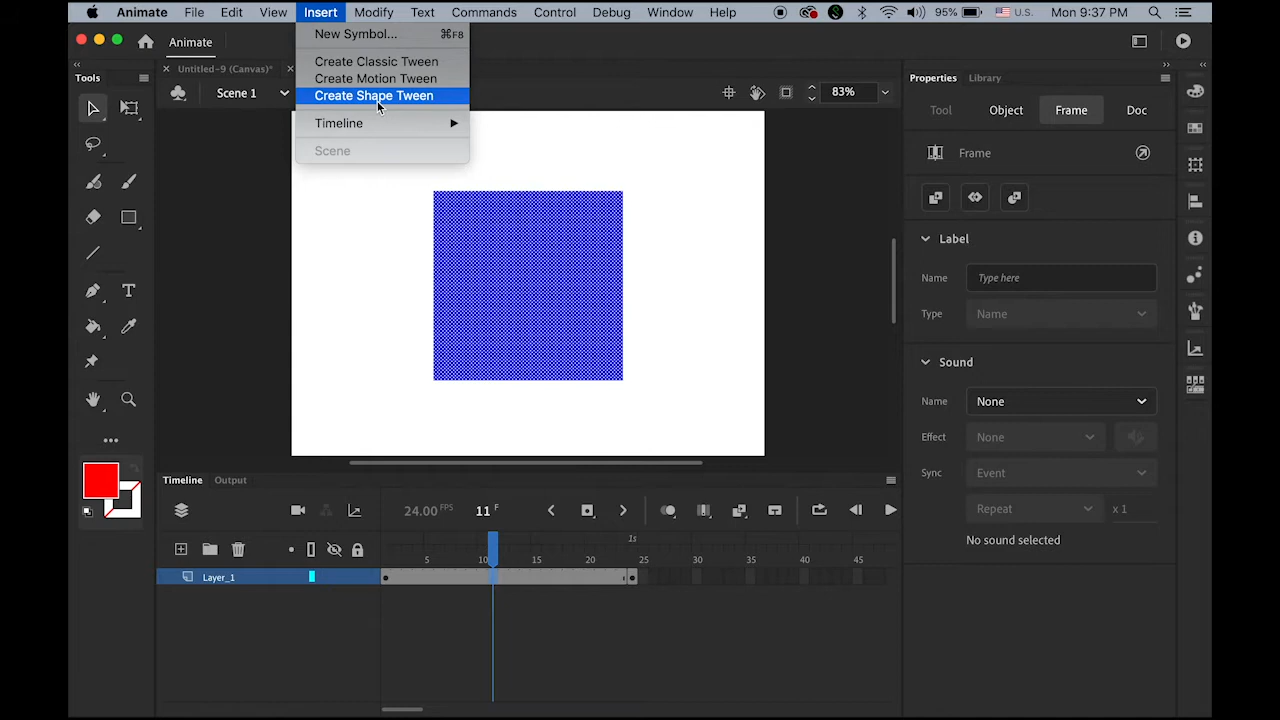 Animate File Edit View Insert Modify Text Commands Control Debug Window Help 95% U.S. Mon 9:37 PM
Animate
New Symbol... ⌘F8
Create Classic Tween
Create Motion Tween
Create Shape Tween
Timeline
Scene
Tools
Untitled-9 (Canvas)*
Scene 1
83%
T
Properties Library
Tool Object Frame Doc
Frame
Label
Name Type here
Type Name
Sound
Name None
Effect None
Sync Event
Repeat x 1
No sound selected
Timeline Output
24.00 FPS 11 F
1s
5 10 15 20 25 30 35 40 45
Layer_1